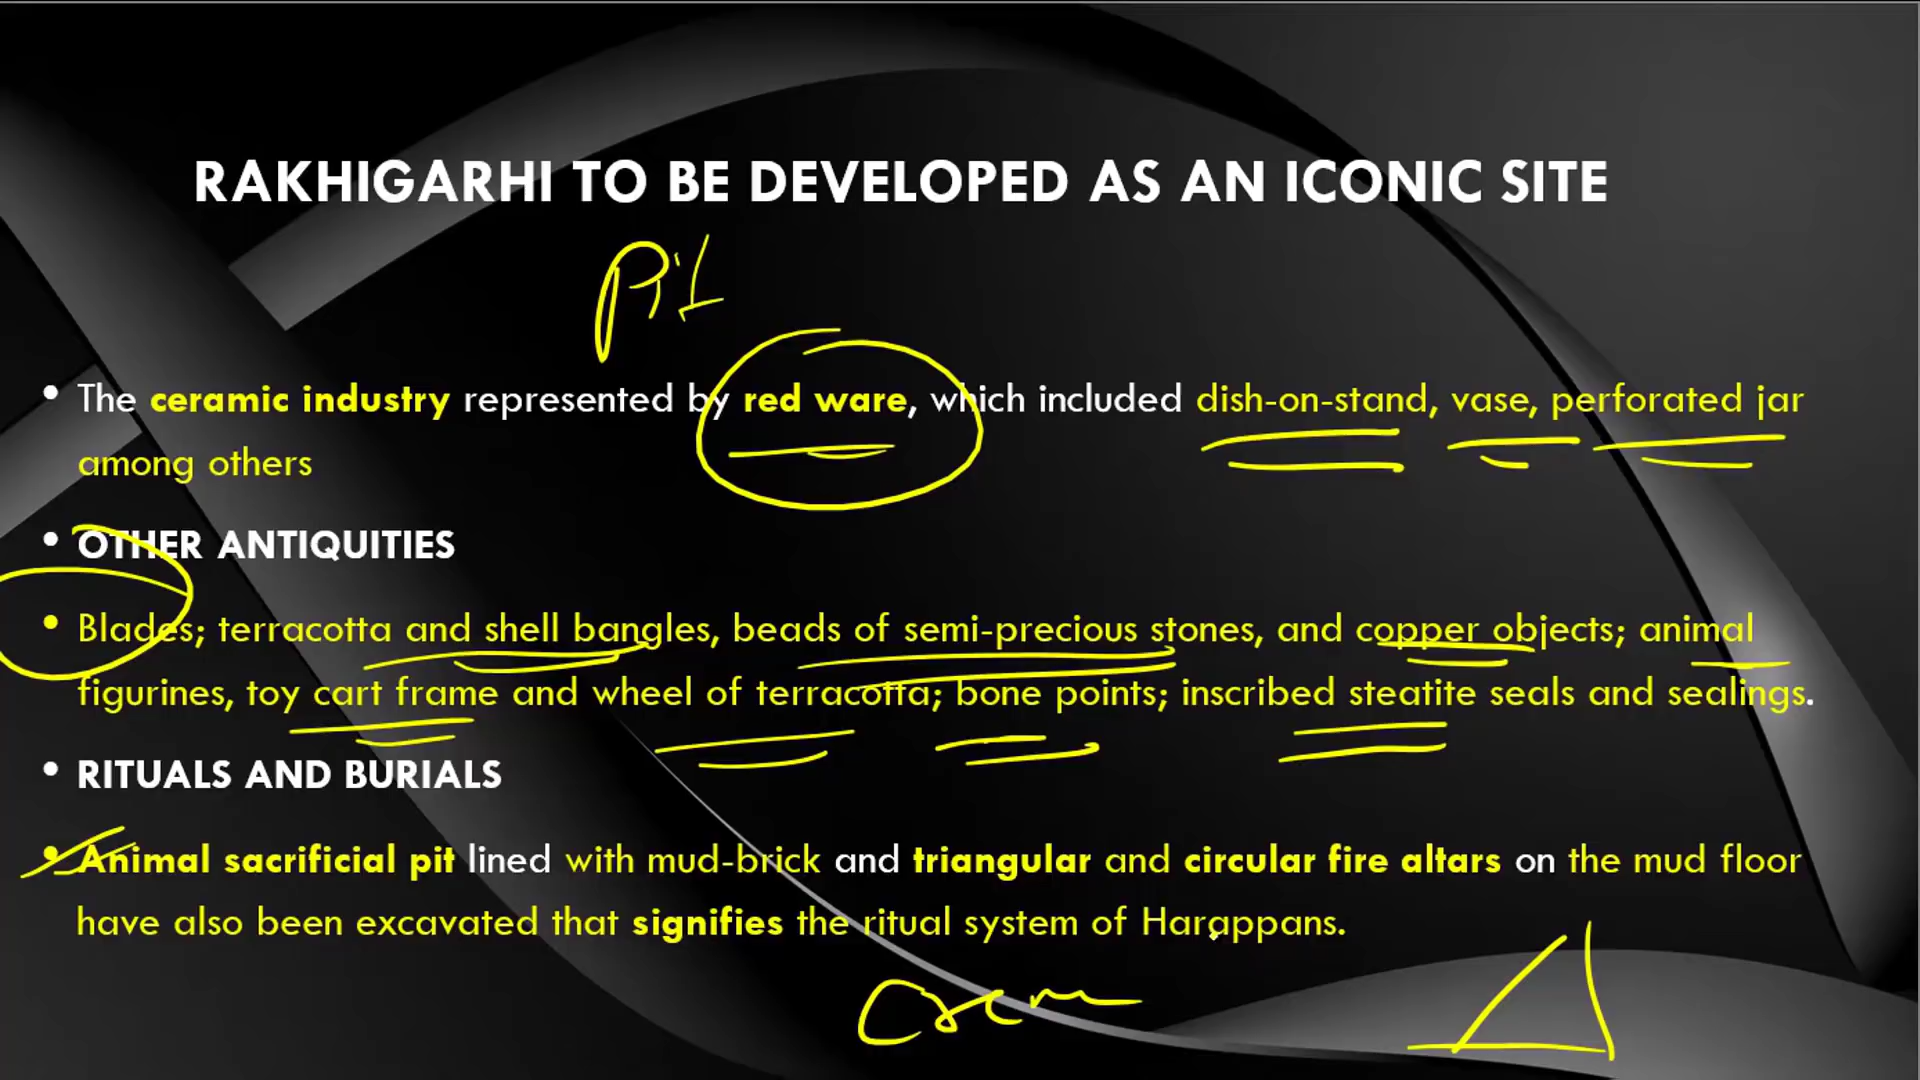 RAKHIGARHI TO BE DEVELOPED AS AN ICONIC SITE
• The ceramic industry represented by red ware, which included dish-on-stand, vase, perforated jar
among others
• OTHER ANTIQUITIES
• Blades; terracotta and shell bangles, beads of semi-precious stones, and copper objects; animal
figurines, toy cart frame and wheel of terracotta; bone points; inscribed steatite seals and sealings.
• RITUALS AND BURIALS
• Animal sacrificial pit lined with mud-brick and triangular and circular fire altars on the mud floor
have also been excavated that signifies the ritual system of Harappans.